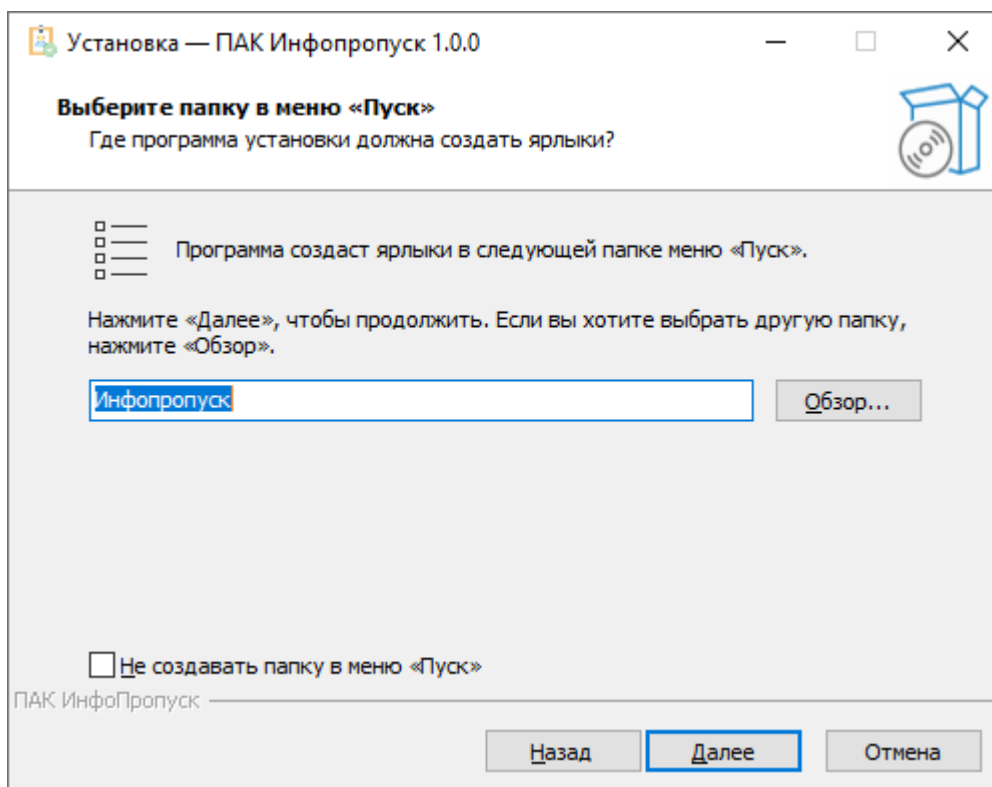 Установка — ПАК Инфопропуск 1.0.0
Выберите папку в меню «Пуск»
Где программа установки должна создать ярлыки?
Программа создаст ярлыки в следующей папке меню «Пуск».
Нажмите «Далее», чтобы продолжить. Если вы хотите выбрать другую папку,
нажмите «Обзор».
Инфопропуск
Обзор...
Не создавать папку в меню «Пуск»
ПАК ИнфоПропуск
Назад
Далее
Отмена